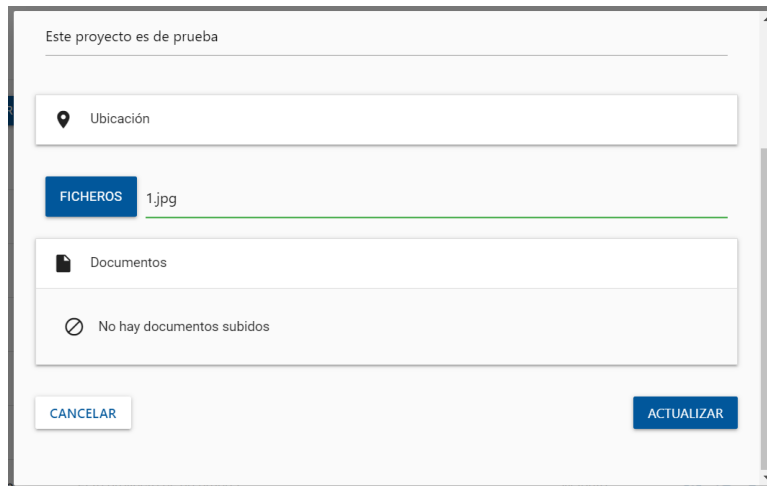 Este proyecto es de prueba
Ubicación
FICHEROS 1.jpg
Documentos
No hay documentos subidos
CANCELAR ACTUALIZAR